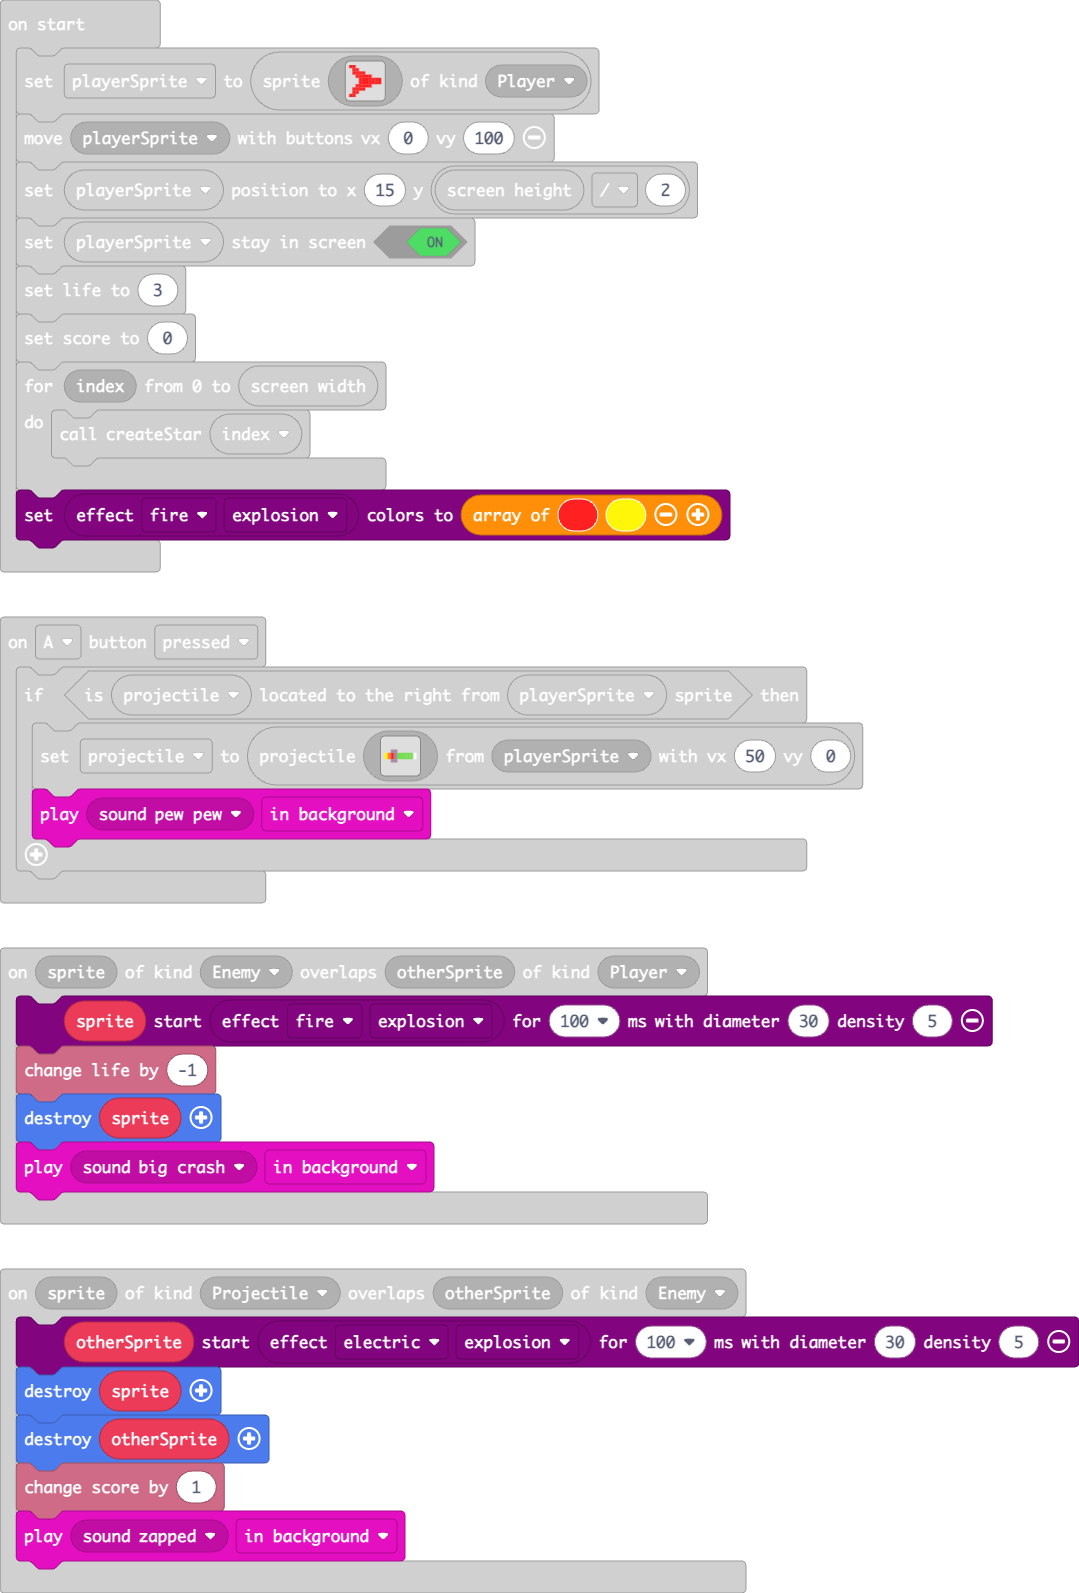 on start
set playerSprite to sprite of kind Player
move playerSprite with buttons vx 0 vy 100
set playerSprite position to x 15 y screen height / 2
set playerSprite stay in screen ON
set life to 3
set score to 0
for index from 0 to screen width
do
call createStar index
set effect fire explosion colors to array of
on A button pressed
if is projectile located to the right from playerSprite sprite then
set projectile to projectile from playerSprite with vx 50 vy 0
play sound pew pew in background
on sprite of kind Enemy overlaps otherSprite of kind Player
sprite start effect fire explosion for 100 ms with diameter 30 density 5
change life by -1
destroy sprite
play sound big crash in background
on sprite of kind Projectile overlaps otherSprite of kind Enemy
otherSprite start effect electric explosion for 100 ms with diameter 30 density 5
destroy sprite
destroy otherSprite
change score by 1
play sound zapped in background